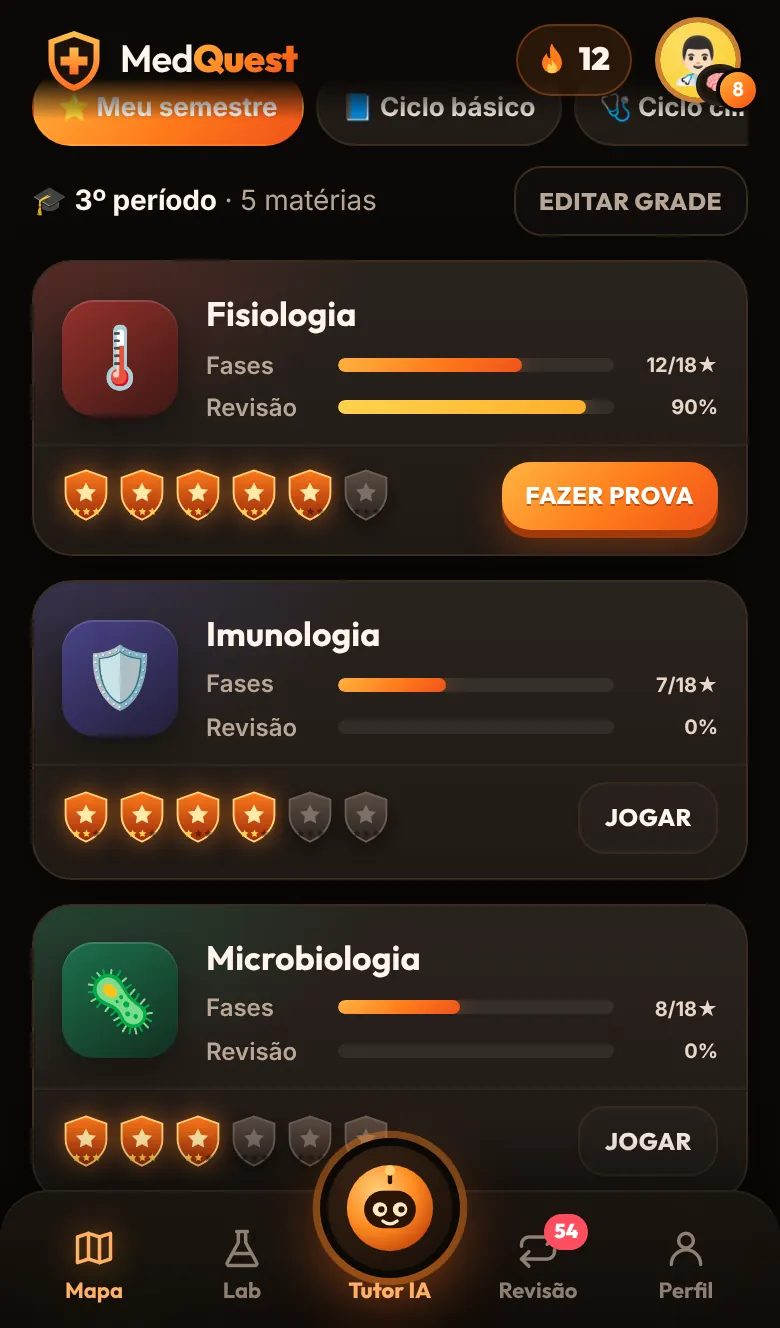 MedQuest
12
8
Meu semestre
Ciclo básico
Ciclo clí...
3º período · 5 matérias
EDITAR GRADE
Fisiologia
Fases
12/18★
Revisão
90%
FAZER PROVA
Imunologia
Fases
7/18★
Revisão
0%
JOGAR
Microbiologia
Fases
8/18★
Revisão
0%
JOGAR
54
Mapa
Lab
Tutor IA
Revisão
Perfil